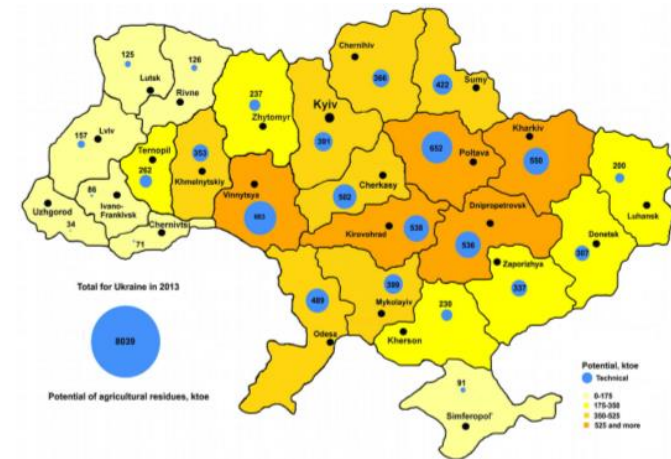 Chernihiv
125
126
366
Sumy
422
Lutsk
237
Rivne
Kyiv
Zhytomyr
391
652
Kharkiv
550
Poltava
157
Lviv
Ternopil
353
262
Khmelnytskiy
Cherkasy
502
200
Luhansk
86
Vinnytsya
Uzhgorod
34
Ivano-
Frankivsk
Chernivtsi
71
Kirovohrad
538
Dnipropetrovsk
536
Donetsk
307
Zaporizhya
337
Total for Ukraine in 2013
8039
Potential of agricultural residues, ktoe
489
Odesa
399
Mykolayiv
230
Kherson
91
Simferopol'
Potential, ktoe
Technical
0-175
175-350
350-525
525 and more